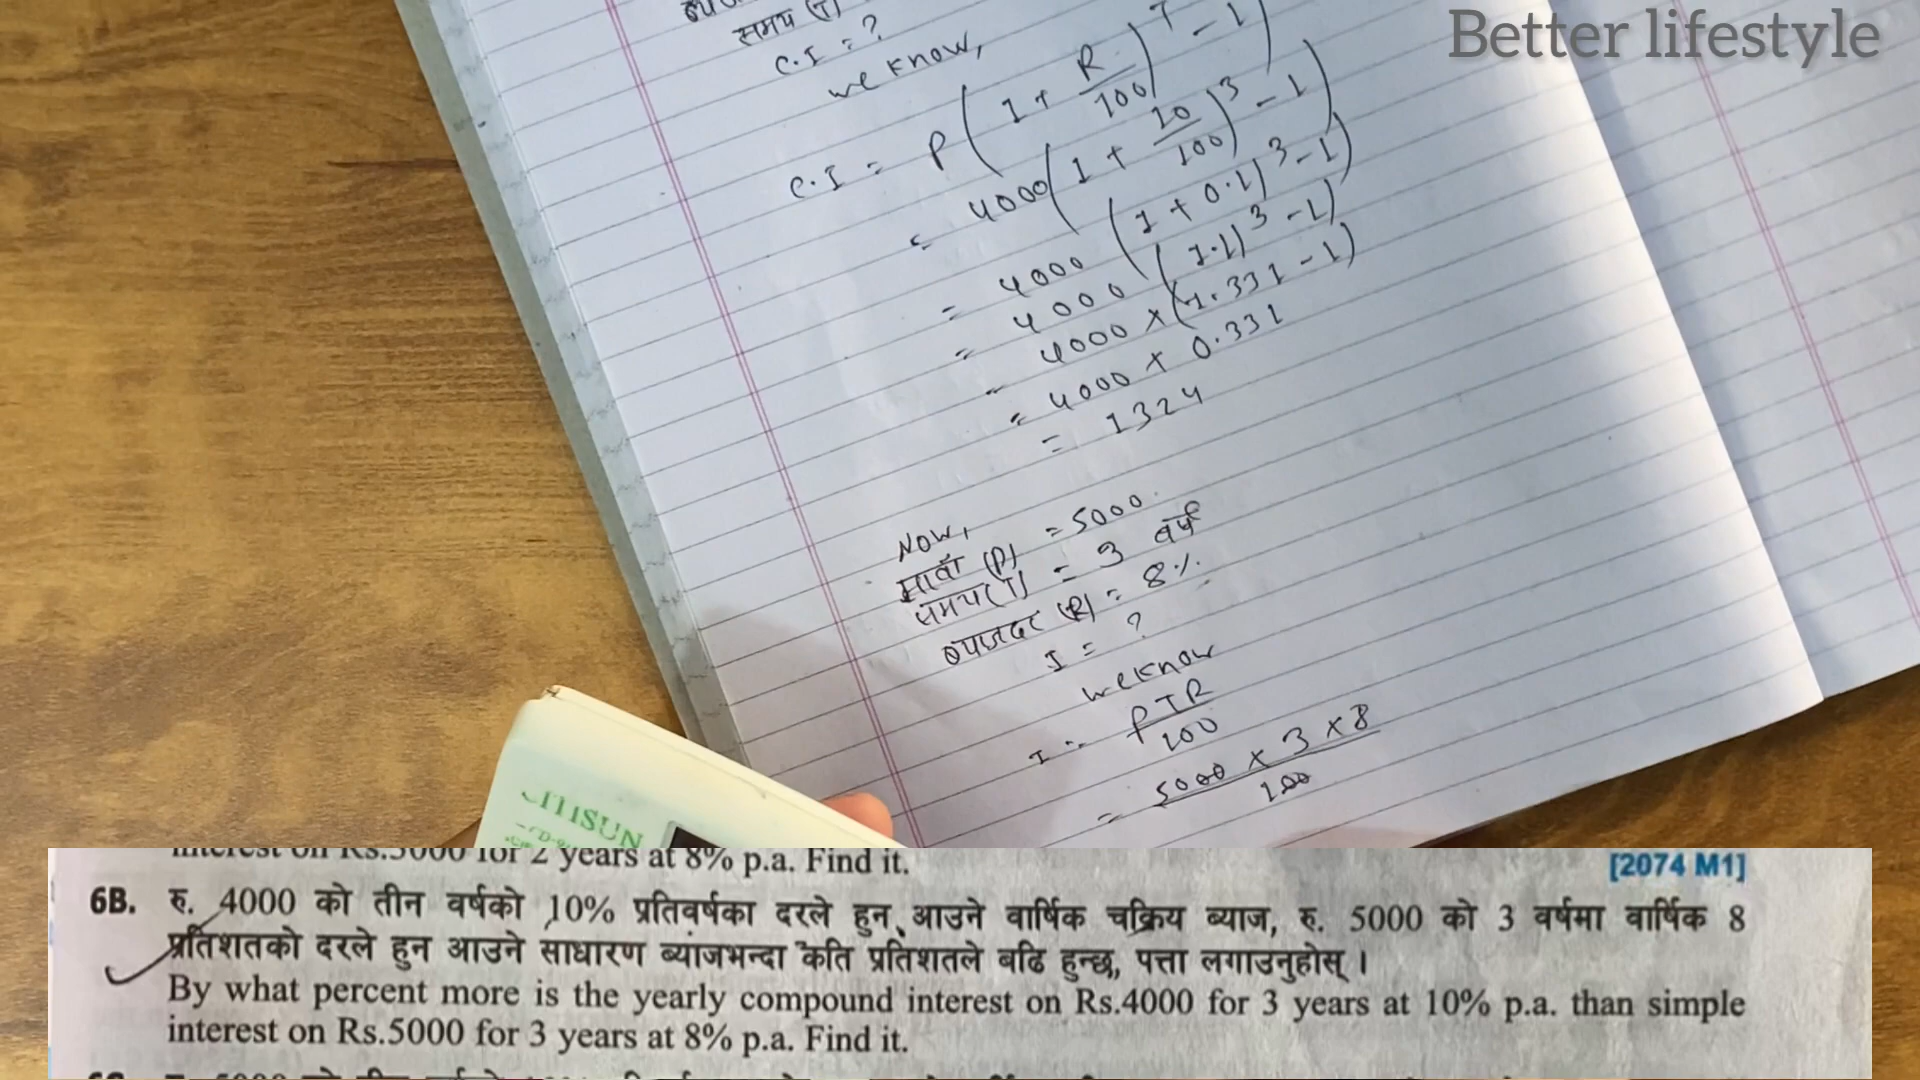 Better lifestyle
समय (T)
C.I = ?
we know,
C.I = P(1 + R/100)^T - 1)
= 4000(1 + 10/100)^3 - 1)
= 4000 (1 + 0.1)^3 - 1)
= 4000 (1.1)^3 - 1)
= 4000 × (1.331 - 1)
= 4000 × 0.331
= 1324
NOW,
सावाँ (P) = 5000
समय (T) = 3 वर्ष
ब्याजदर (R) = 8%
I = ?
we know
I = PTR/100
= 5000 × 3 × 8/100
CITISUN
interest on Rs.5000 for 2 years at 8% p.a. Find it.
[2074 M1]
6B. रु. 4000 को तीन वर्षको 10% प्रतिवर्षका दरले हुन आउने वार्षिक चक्रिय ब्याज, रु. 5000 को 3 वर्षमा वार्षिक 8
प्रतिशतको दरले हुन आउने साधारण ब्याजभन्दा कति प्रतिशतले बढि हुन्छ, पत्ता लगाउनुहोस् ।
By what percent more is the yearly compound interest on Rs.4000 for 3 years at 10% p.a. than simple
interest on Rs.5000 for 3 years at 8% p.a. Find it.